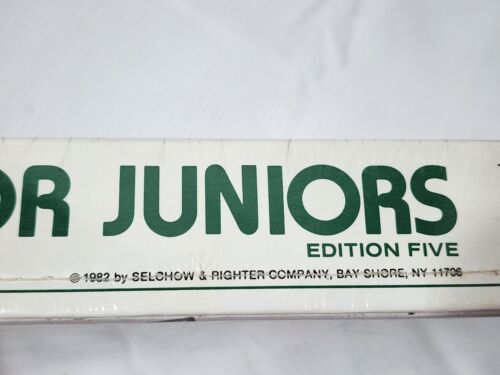 OR JUNIORS
EDITION FIVE
© 1982 by SELCHOW & RIGHTER COMPANY, BAY SHORE, NY 11706